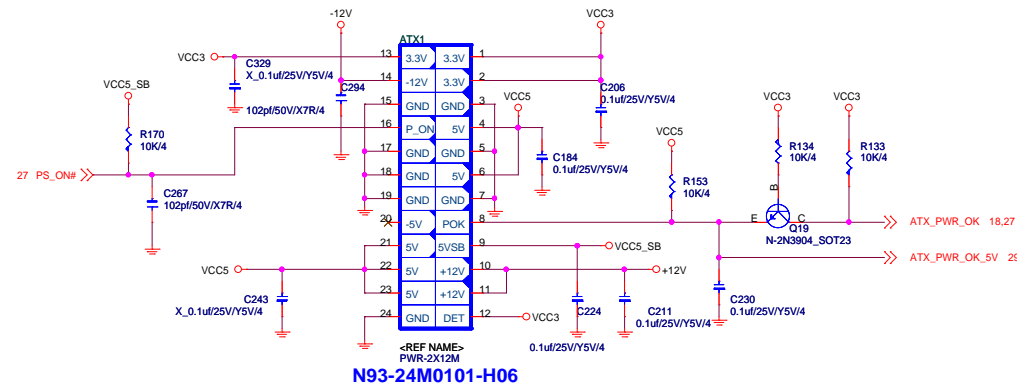 -12V
VCC3
ATX1
VCC3
C329
X_0.1uf/25V/Y5V/4
102pf/50V/X7R/4
C294
VCC5_SB
R170
10K/4
27 PS_ON#
C267
102pf/50V/X7R/4
13 3.3V 3.3V 1
14 -12V 3.3V 2
15 GND GND 3
16 P_ON 5V 4
17 GND GND 5
18 GND 5V 6
19 GND GND 7
20 -5V POK 8
21 5V 5VSB 9
22 5V +12V 10
23 5V +12V 11
24 GND DET 12
C206
0.1uf/25V/Y5V/4
VCC5
C184
0.1uf/25V/Y5V/4
VCC5
R153
10K/4
VCC3
R134
10K/4
VCC3
R133
10K/4
B
E
C
Q19
N-2N3904_SOT23
ATX_PWR_OK 18,27
ATX_PWR_OK_5V 29
VCC5_SB
+12V
VCC3
VCC5
C243
X_0.1uf/25V/Y5V/4
C224
0.1uf/25V/Y5V/4
C211
0.1uf/25V/Y5V/4
C230
0.1uf/25V/Y5V/4
<REF NAME>
PWR-2X12M
N93-24M0101-H06